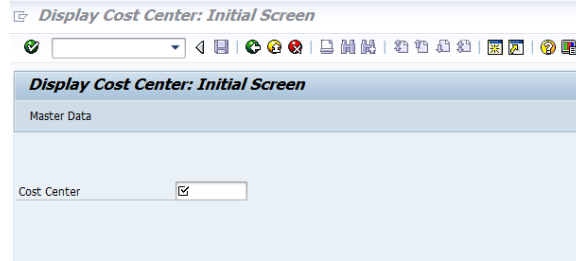 Display Cost Center: Initial Screen
Display Cost Center: Initial Screen
Master Data
Cost Center